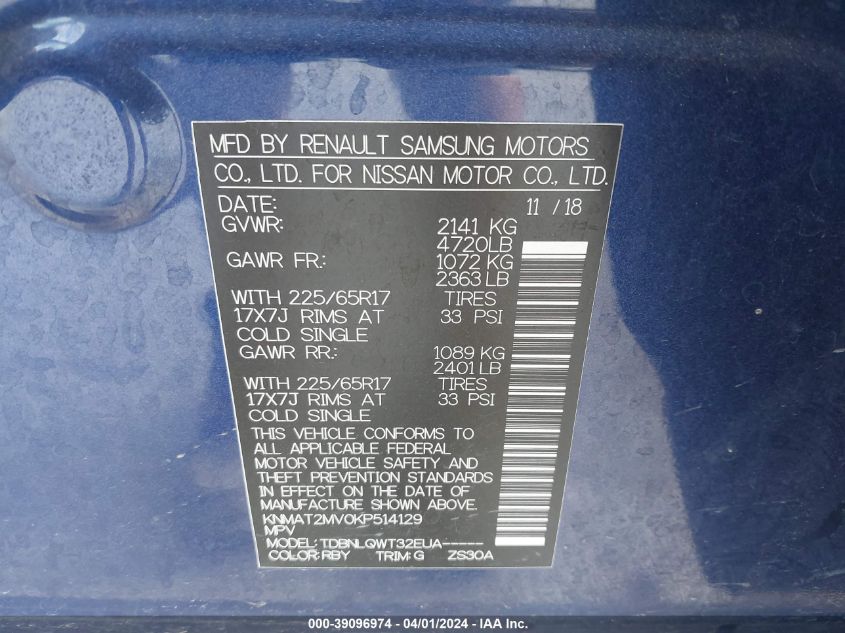 MFD BY RENAULT SAMSUNG MOTORS
CO., LTD. FOR NISSAN MOTOR CO., LTD.
DATE: 11 / 18
GVWR: 2141 KG
4720LB
GAWR FR.: 1072 KG
2363 LB
WITH 225/65R17 TIRES
17X7J RIMS AT 33 PSI
COLD SINGLE
GAWR RR.: 1089 KG
2401 LB
WITH 225/65R17 TIRES
17X7J RIMS AT 33 PSI
COLD SINGLE
THIS VEHICLE CONFORMS TO
ALL APPLICABLE FEDERAL
MOTOR VEHICLE SAFETY AND
THEFT PREVENTION STANDARDS
IN EFFECT ON THE DATE OF
MANUFACTURE SHOWN ABOVE.
KNMAT2MV0KP514129
MPV
MODEL: TDBNLQWT32EUA-----
COLOR: RBY TRIM: G ZS30A
000-39096974 / 04/01/2024 - IAA Inc.